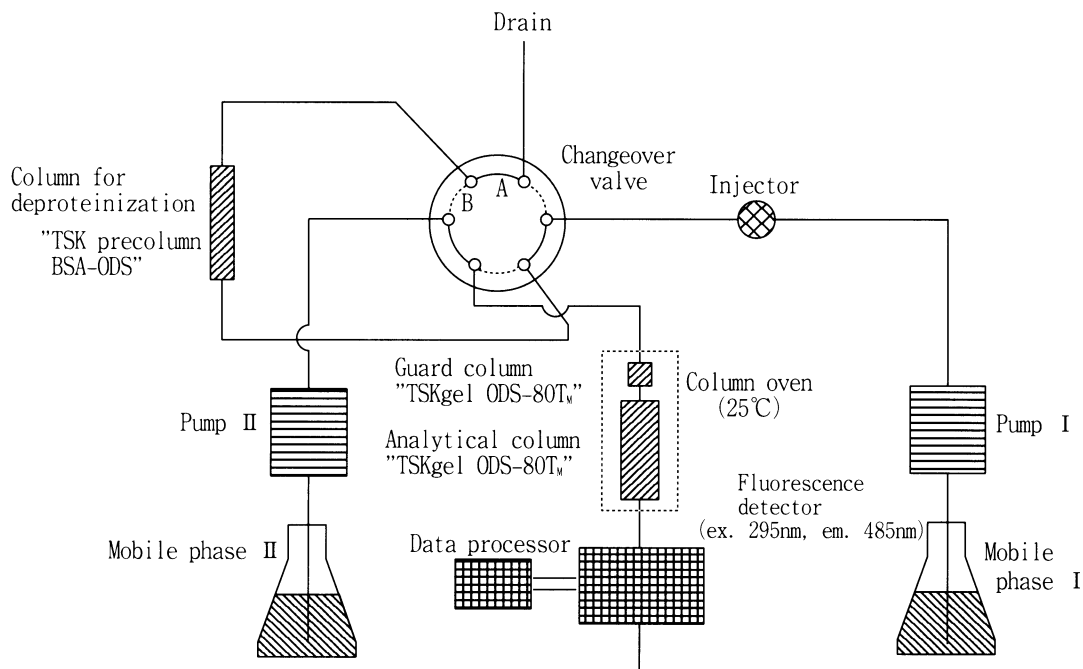 Drain
Changeover
valve
A
B
Injector
Column for
deproteinization
"TSK precolumn
BSA-ODS"
Guard column
"TSKgel ODS-80Tᴍ"
Column oven
(25℃)
Pump Ⅱ
Analytical column
"TSKgel ODS-80Tᴍ"
Pump Ⅰ
Fluorescence
detector
(ex. 295nm, em. 485nm)
Mobile phase Ⅱ
Data processor
Mobile
phase Ⅰ